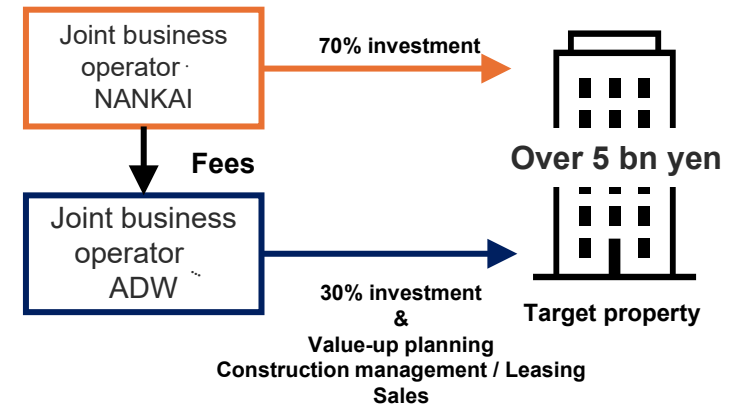 Joint business
operator
NANKAI
70% investment
Fees
Over 5 bn yen
Joint business
operator
ADW
30% investment
&
Value-up planning
Construction management / Leasing
Sales
Target property